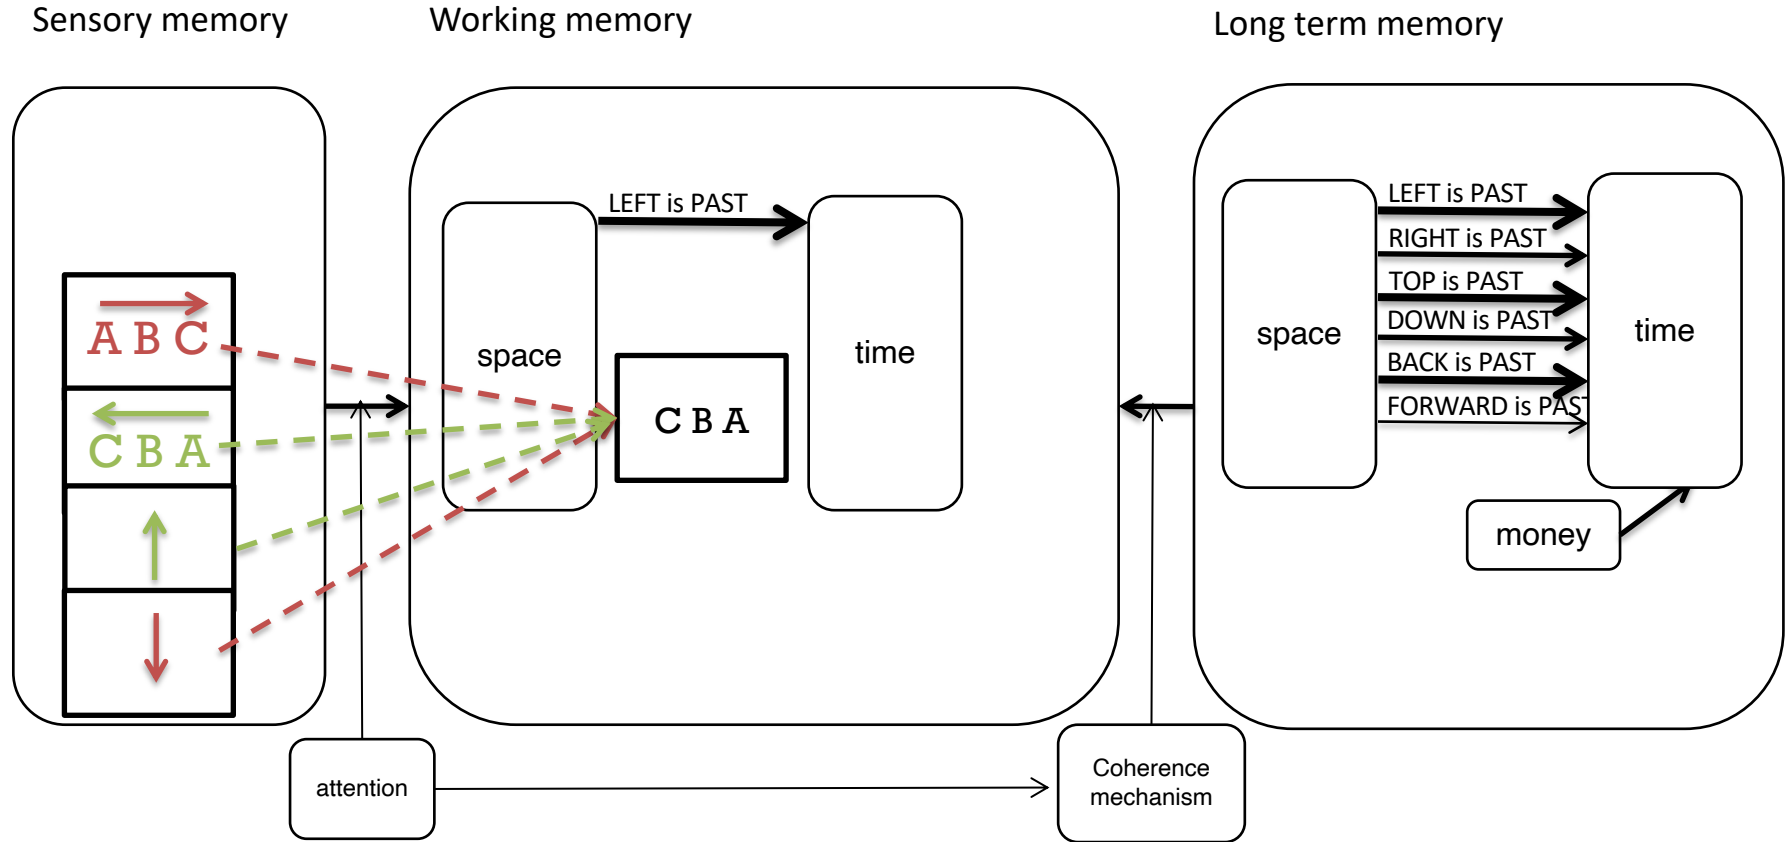 Sensory memory
Working memory
Long term memory
A B C
C B A
space
LEFT is PAST
time
C B A
space
LEFT is PAST
RIGHT is PAST
TOP is PAST
DOWN is PAST
BACK is PAST
FORWARD is PAST
time
money
attention
Coherence
mechanism